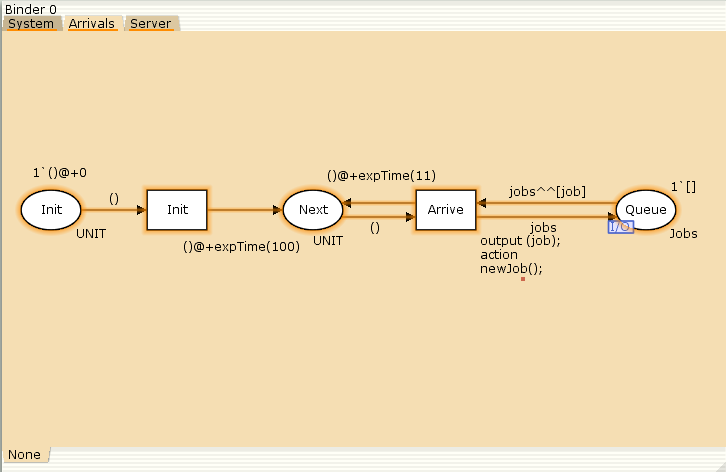 Binder 0
System Arrivals Server
1`()@+0
()@+expTime(11)
1`[]
()
jobs^^[job]
Init
Init
Next
Arrive
Queue
()
jobs
I/O
UNIT
()@+expTime(100)
UNIT
Jobs
output (job);
action
newJob();
None